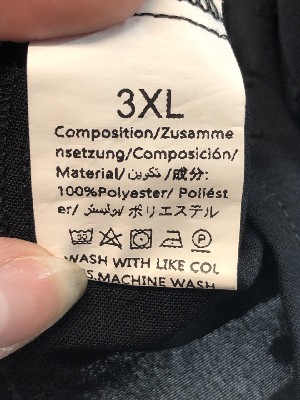 3XL
Composition/Zusamme
nsetzung/Composición/
Material/ تكوين/成分:
100%Polyester/ Poliést
er/ بوليستر/ ポリエステル
WASH WITH LIKE COL
MACHINE WASH